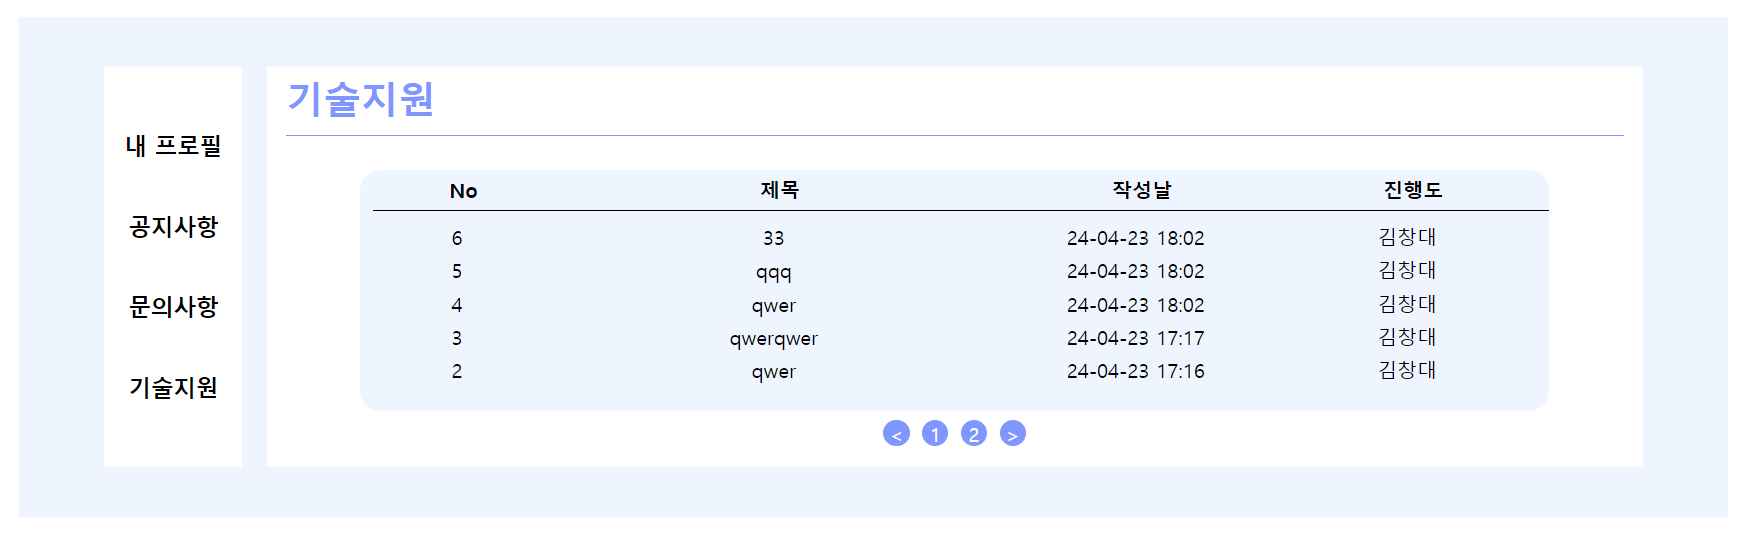 기술지원
내 프로필
공지사항
문의사항
기술지원
No 제목 작성날 진행도
6 33 24-04-23 18:02 김창대
5 qqq 24-04-23 18:02 김창대
4 qwer 24-04-23 18:02 김창대
3 qwerqwer 24-04-23 17:17 김창대
2 qwer 24-04-23 17:16 김창대
< 1 2 >